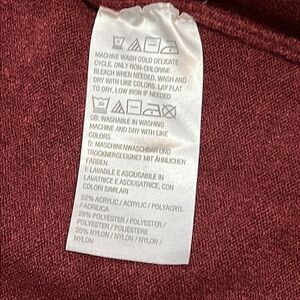 MACHINE WASH COLD DELICATE
CYCLE. ONLY NON-CHLORINE
BLEACH WHEN NEEDED. WASH AND
DRY WITH LIKE COLORS. LAY FLAT
TO DRY. LOW IRON IF NEEDED
30
GB: WASHABLE IN WASHING
MACHINE AND DRY WITH LIKE
COLORS
D: MASCHINENWASCHBAR UND
TROCKNERGEEIGNET MIT ÄHNLICHEN
FARBEN
I: LAVABILE E ASCIUGABILE IN
LAVATRICE E ASCIUGATRICE, CON
COLORI SIMILARI
52% ACRYLIC / ACRYLIC / POLYACRYL
/ ACRILICA
28% POLYESTER / POLYESTER /
POLYESTER / POLIESTERE
20% NYLON / NYLON / NYLON /
NYLON